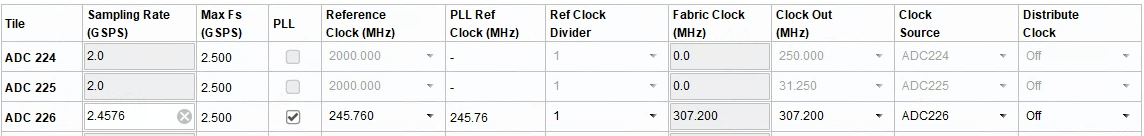 Tile Sampling Rate (GSPS) Max Fs (GSPS) PLL Reference Clock (MHz) PLL Ref Clock (MHz) Ref Clock Divider Fabric Clock (MHz) Clock Out (MHz) Clock Source Distribute Clock
ADC 224 2.0 2.500 2000.000 - 1 0.0 250.000 ADC224 Off
ADC 225 2.0 2.500 2000.000 - 1 0.0 31.250 ADC225 Off
ADC 226 2.4576 2.500 245.760 245.76 1 307.200 307.200 ADC226 Off